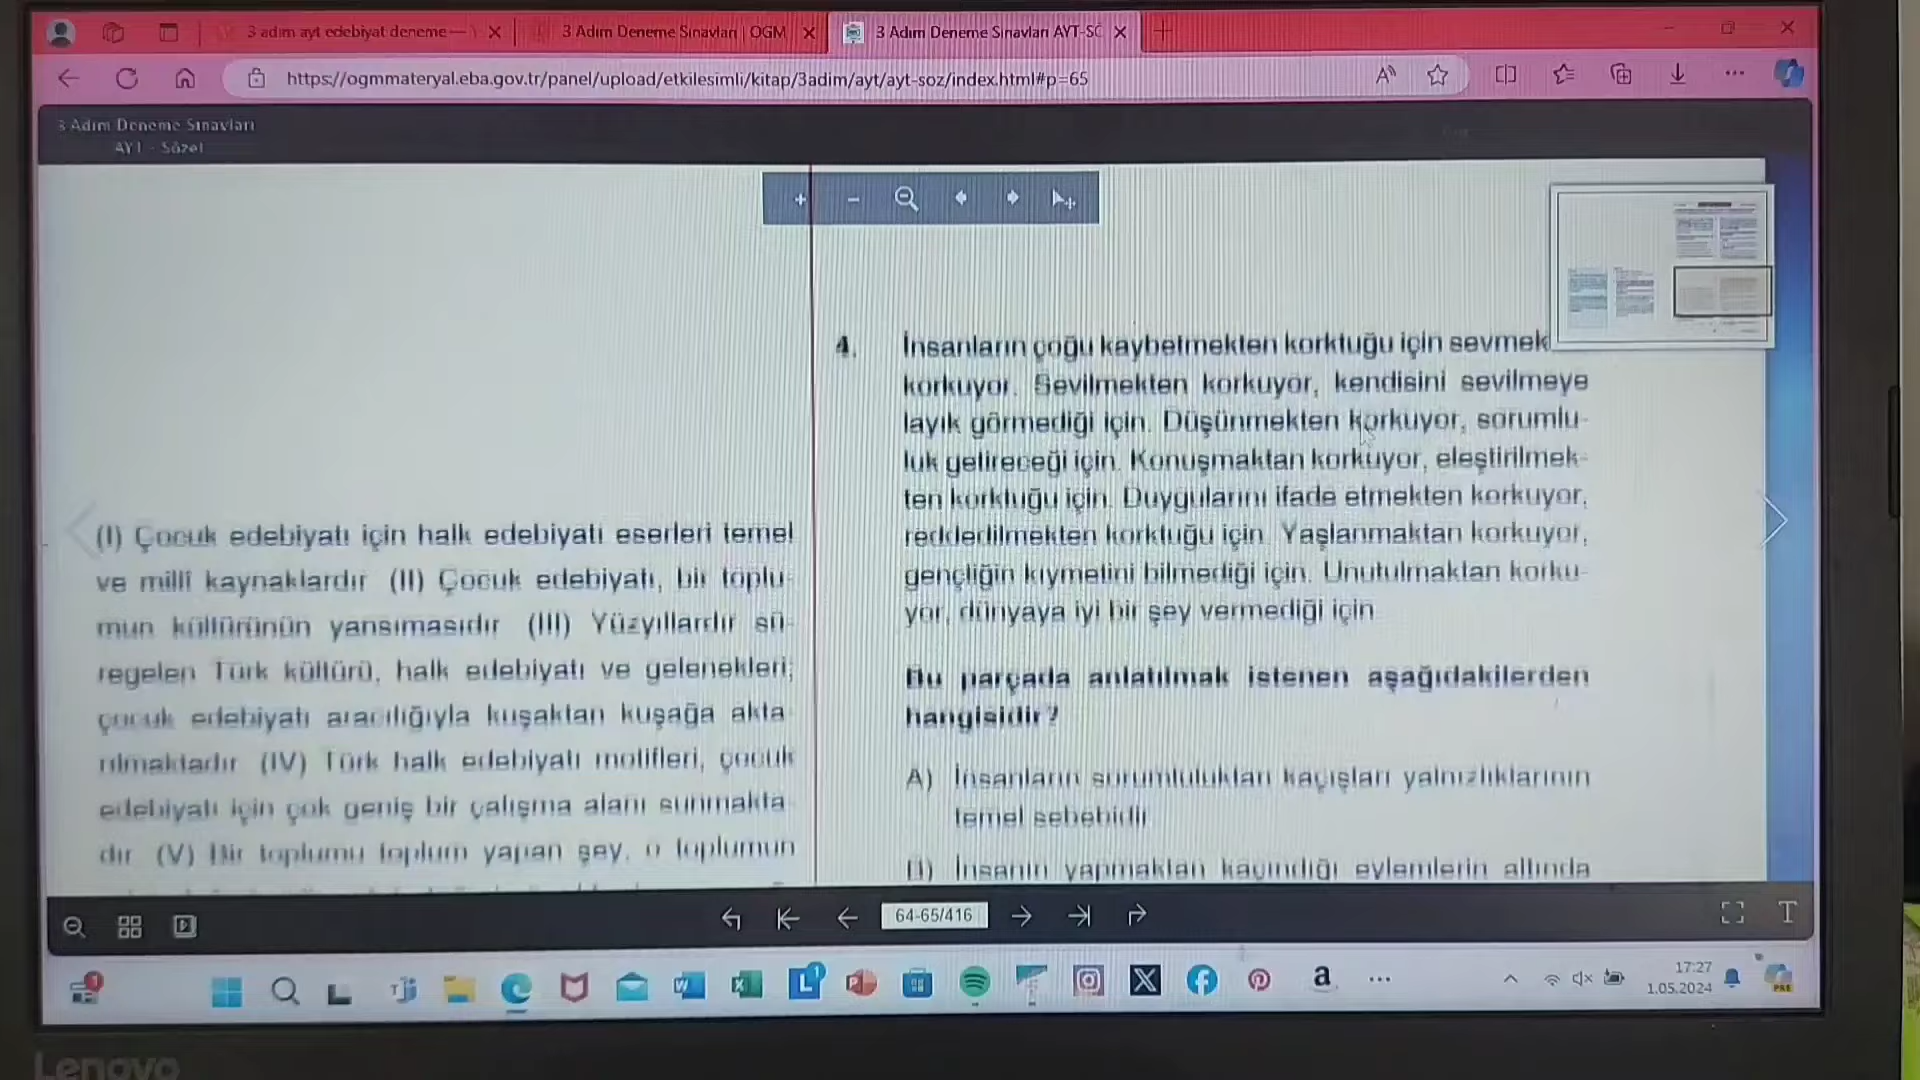 3 adım ayt edebiyat deneme —
3 Adım Deneme Sınavları | OGM
3 Adım Deneme Sınavları AYT-SÖ
https://ogmmateryal.eba.gov.tr/panel/upload/etkilesimli/kitap/3adim/ayt/ayt-soz/index.html#p=65
3 Adım Deneme Sınavları
AYT - Sözel
(I) Çocuk edebiyatı için halk edebiyatı eserleri temel
ve millî kaynaklardır (II) Çocuk edebiyatı, bir toplu-
mun kültürünün yansımasıdır (III) Yüzyıllardır sü-
regelen Türk kültürü, halk edebiyatı ve gelenekleri;
çocuk edebiyatı aracılığıyla kuşaktan kuşağa akta-
rılmaktadır (IV) Türk halk edebiyatı motifleri, çocuk
edebiyatı için çok geniş bir çalışma alanı sunmakta-
dır (V) Bir toplumu toplum yapan şey, o toplumun
4. İnsanların çoğu kaybetmekten korktuğu için sevmek
korkuyor. Sevilmekten korkuyor, kendisini sevilmeye
layık görmediği için. Düşünmekten korkuyor, sorumlu-
luk getireceği için. Konuşmaktan korkuyor, eleştirilmek-
ten korktuğu için. Duygularını ifade etmekten korkuyor,
reddedilmekten korktuğu için. Yaşlanmaktan korkuyor,
gençliğin kıymetini bilmediği için. Unutulmaktan korku-
yor, dünyaya iyi bir şey vermediği için
Bu parçada anlatılmak istenen aşağıdakilerden
hangisidir?
A) İnsanların sorumluluktan kaçışları yalnızlıklarının
temel sebebidir
B) İnsanın yapmaktan kaçındığı eylemlerin altında
64-65/416
17:27
1.05.2024
Lenovo